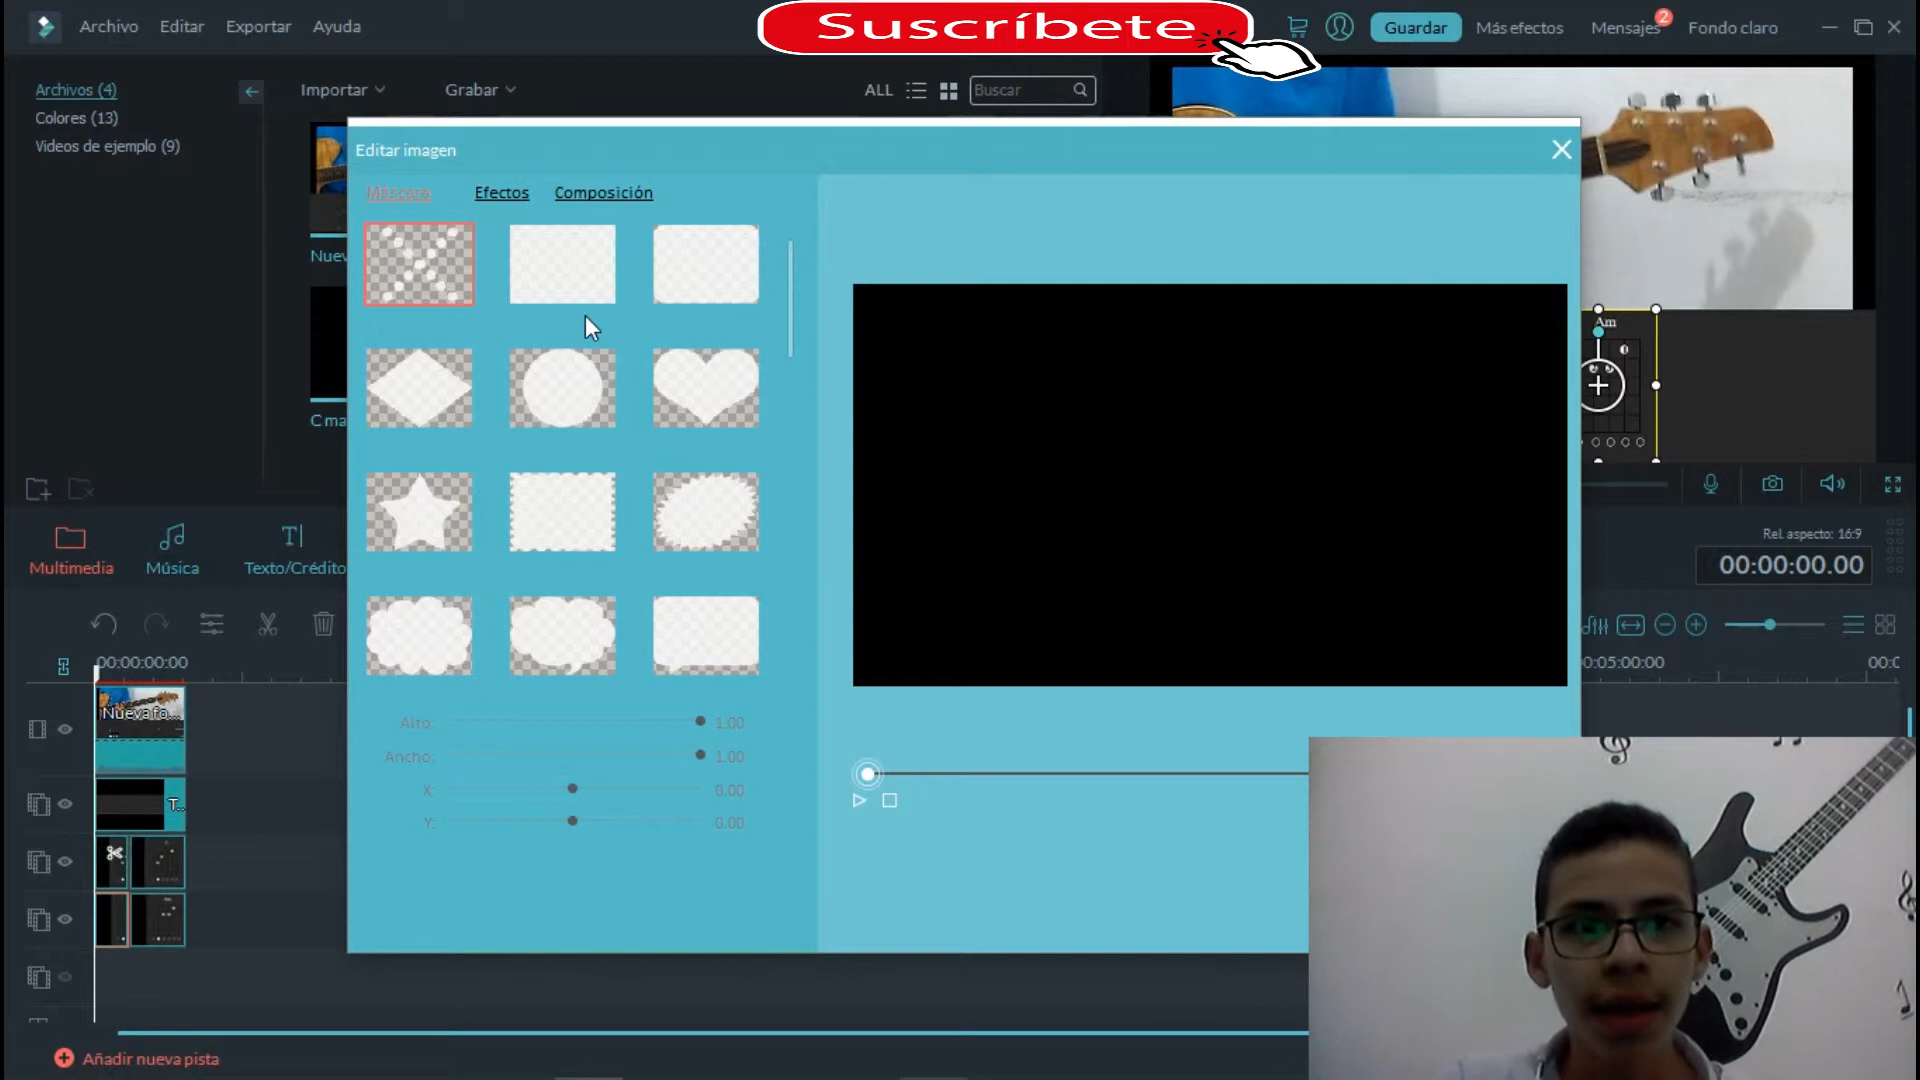 Archivo Editar Exportar Ayuda
Suscríbete
Guardar Más efectos Mensajes 2 Fondo claro
Archivos (4)
Colores (13)
Videos de ejemplo (9)
Importar Grabar
ALL Buscar
Editar imagen
Máscara Efectos Composición
Nuev
C ma
Am
Multimedia Música Texto/Crédito
Rel. aspecto: 16:9
00:00:00.00
00:00:00:00
0:05:00:00 00:0
Nueva fo...
T...
Alto: 1.00
Ancho: 1.00
X: 0.00
Y: 0.00
Añadir nueva pista